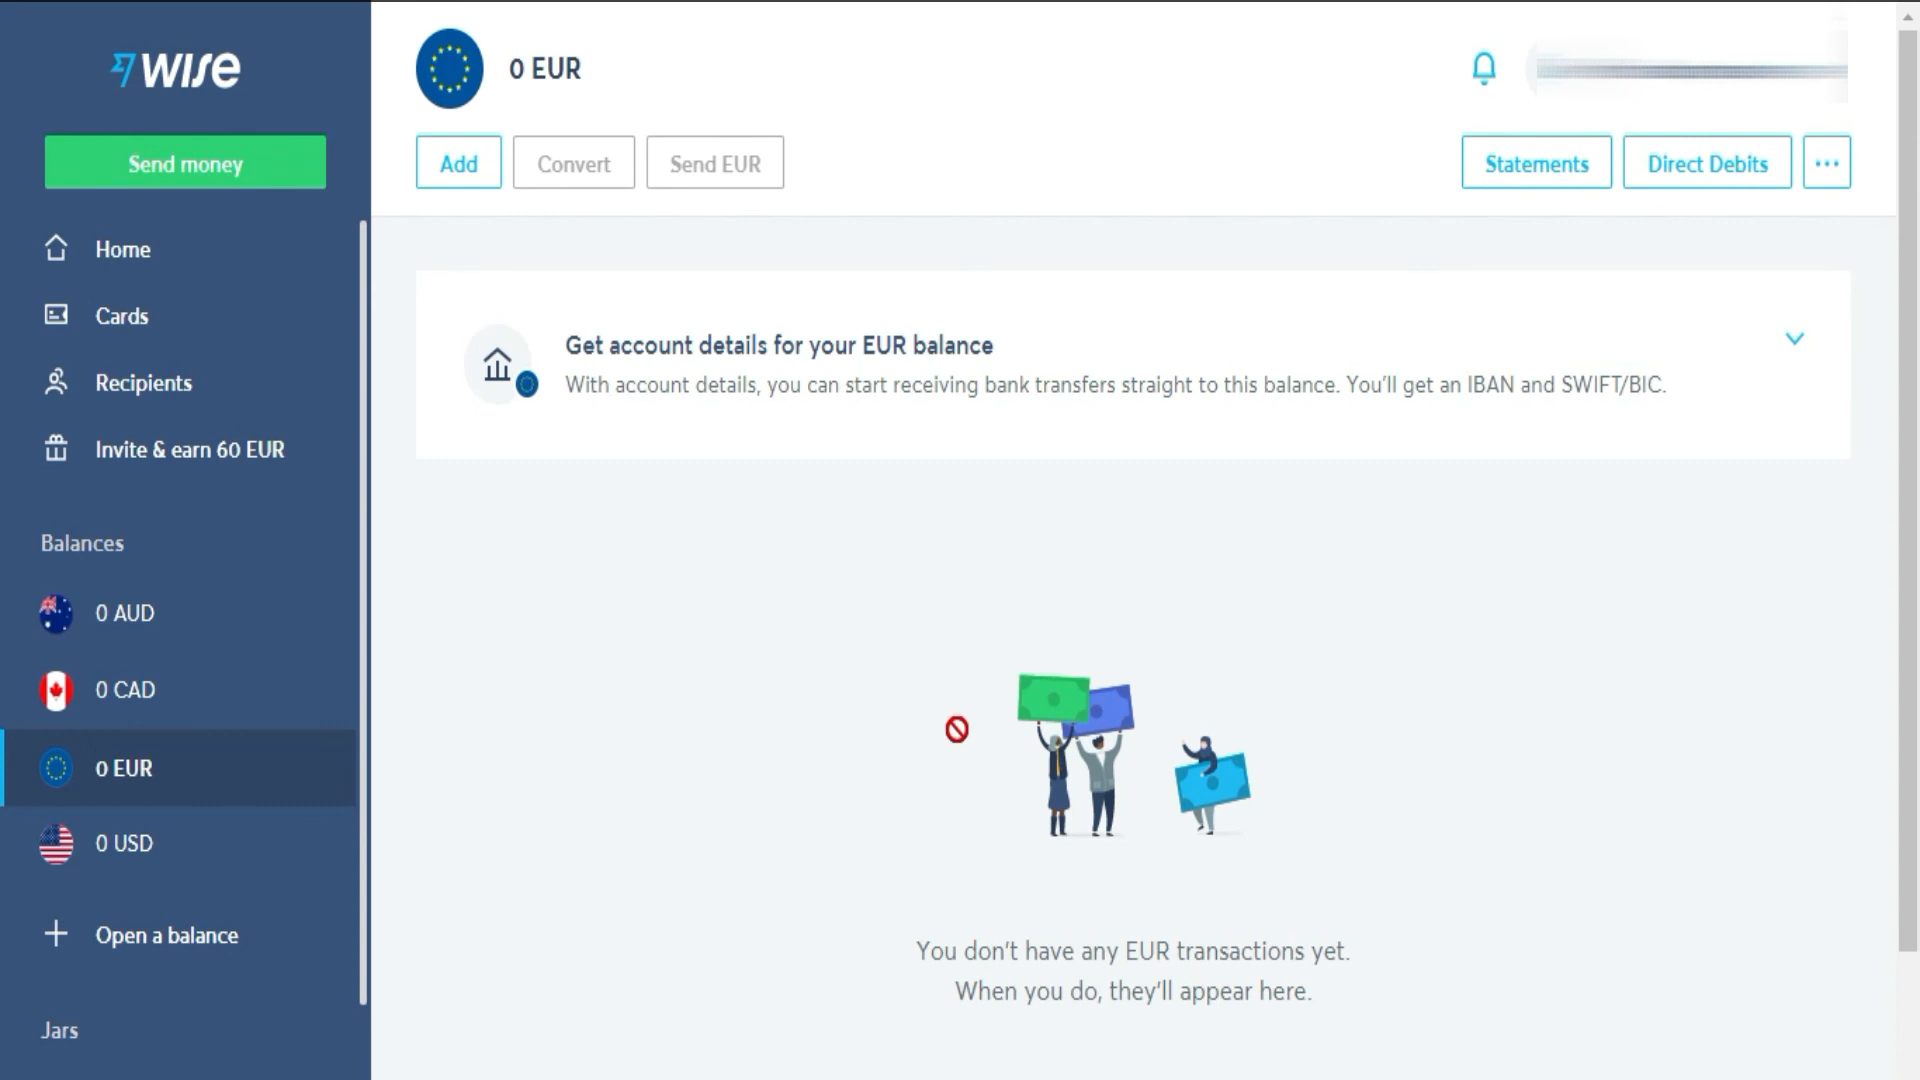 wise
Send money
Home
Cards
Recipients
Invite & earn 60 EUR
Balances
0 AUD
0 CAD
0 EUR
0 USD
Open a balance
Jars
0 EUR
Add
Convert
Send EUR
Statements
Direct Debits
Get account details for your EUR balance
With account details, you can start receiving bank transfers straight to this balance. You’ll get an IBAN and SWIFT/BIC.
You don’t have any EUR transactions yet.
When you do, they’ll appear here.